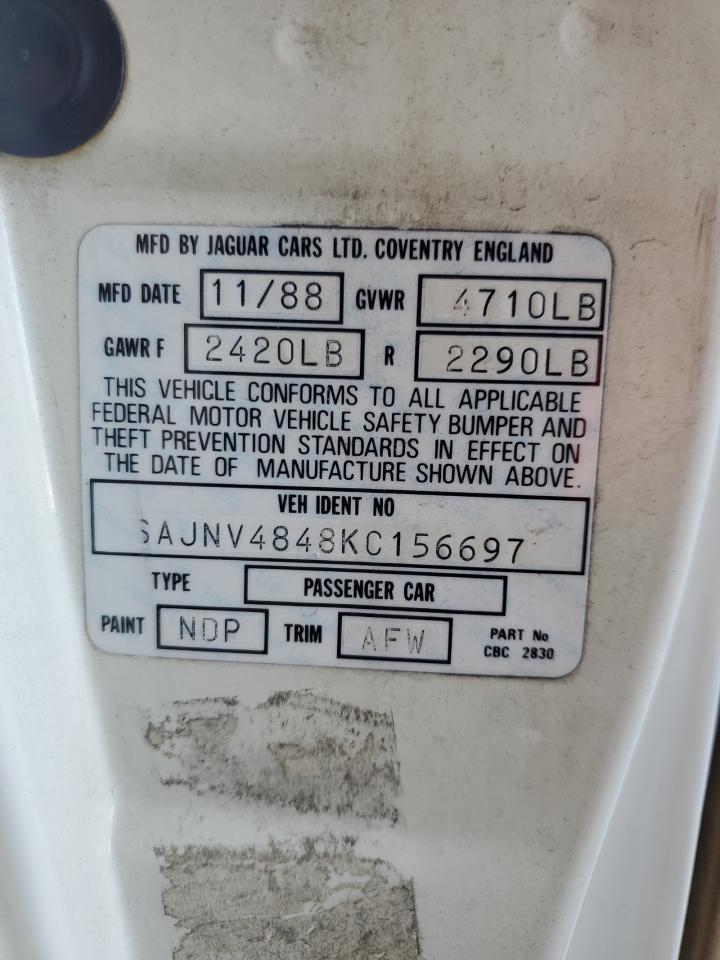 MFD BY JAGUAR CARS LTD. COVENTRY ENGLAND
MFD DATE 11/88 GVWR 4710LB
GAWR F 2420LB R 2290LB
THIS VEHICLE CONFORMS TO ALL APPLICABLE
FEDERAL MOTOR VEHICLE SAFETY BUMPER AND
THEFT PREVENTION STANDARDS IN EFFECT ON
THE DATE OF MANUFACTURE SHOWN ABOVE.
VEH IDENT NO
SAJNV4848KC156697
TYPE PASSENGER CAR
PAINT NDP TRIM AFW PART No
CBC 2830